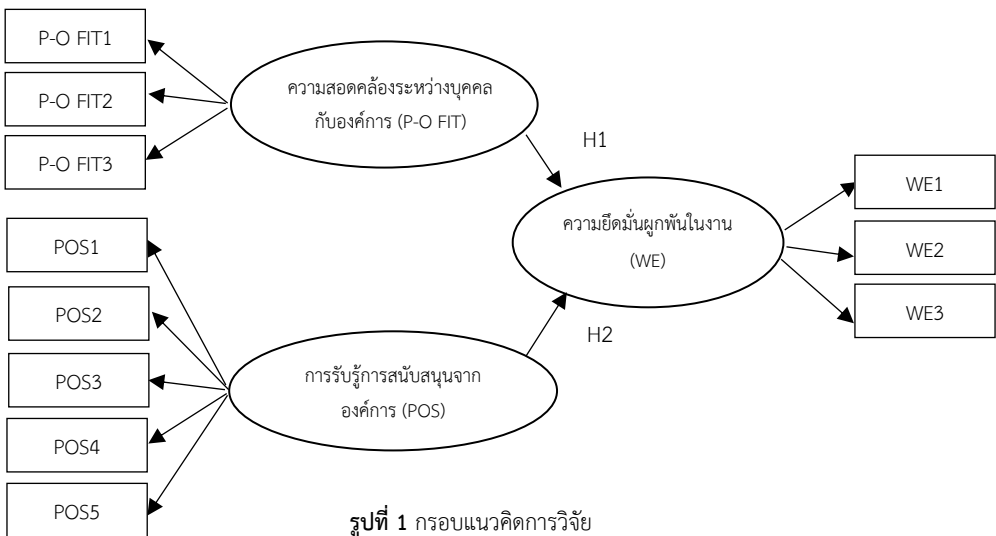 P-O FIT1
P-O FIT2
P-O FIT3
ความสอดคล้องระหว่างบุคคล
กับองค์การ (P-O FIT)
H1
POS1
POS2
POS3
POS4
POS5
การรับรู้การสนับสนุนจาก
องค์การ (POS)
H2
ความยึดมั่นผูกพันในงาน
(WE)
WE1
WE2
WE3
รูปที่ 1 กรอบแนวคิดการวิจัย